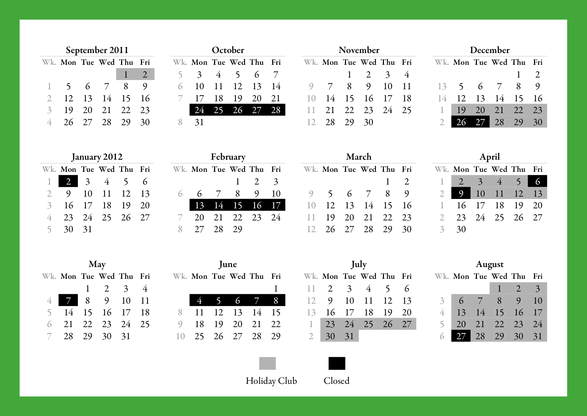 September 2011
Wk. Mon Tue Wed Thu Fri
1 2
1 5 6 7 8 9
2 12 13 14 15 16
3 19 20 21 22 23
4 26 27 28 29 30
October
Wk. Mon Tue Wed Thu Fri
5 3 4 5 6 7
6 10 11 12 13 14
7 17 18 19 20 21
24 25 26 27 28
8 31
November
Wk. Mon Tue Wed Thu Fri
1 2 3 4
9 7 8 9 10 11
10 14 15 16 17 18
11 21 22 23 24 25
12 28 29 30
December
Wk. Mon Tue Wed Thu Fri
1 2
13 5 6 7 8 9
14 12 13 14 15 16
1 19 20 21 22 23
2 26 27 28 29 30
January 2012
Wk. Mon Tue Wed Thu Fri
1 2 3 4 5 6
2 9 10 11 12 13
3 16 17 18 19 20
4 23 24 25 26 27
5 30 31
February
Wk. Mon Tue Wed Thu Fri
1 2 3
6 6 7 8 9 10
13 14 15 16 17
7 20 21 22 23 24
8 27 28 29
March
Wk. Mon Tue Wed Thu Fri
1 2
9 5 6 7 8 9
10 12 13 14 15 16
11 19 20 21 22 23
12 26 27 28 29 30
April
Wk. Mon Tue Wed Thu Fri
1 2 3 4 5 6
2 9 10 11 12 13
1 16 17 18 19 20
2 23 24 25 26 27
3 30
May
Wk. Mon Tue Wed Thu Fri
1 2 3 4
4 7 8 9 10 11
5 14 15 16 17 18
6 21 22 23 24 25
7 28 29 30 31
June
Wk. Mon Tue Wed Thu Fri
1
4 5 6 7 8
8 11 12 13 14 15
9 18 19 20 21 22
10 25 26 27 28 29
July
Wk. Mon Tue Wed Thu Fri
11 2 3 4 5 6
12 9 10 11 12 13
13 16 17 18 19 20
1 23 24 25 26 27
2 30 31
August
Wk. Mon Tue Wed Thu Fri
1 2 3
3 6 7 8 9 10
4 13 14 15 16 17
5 20 21 22 23 24
6 27 28 29 30 31
Holiday Club
Closed